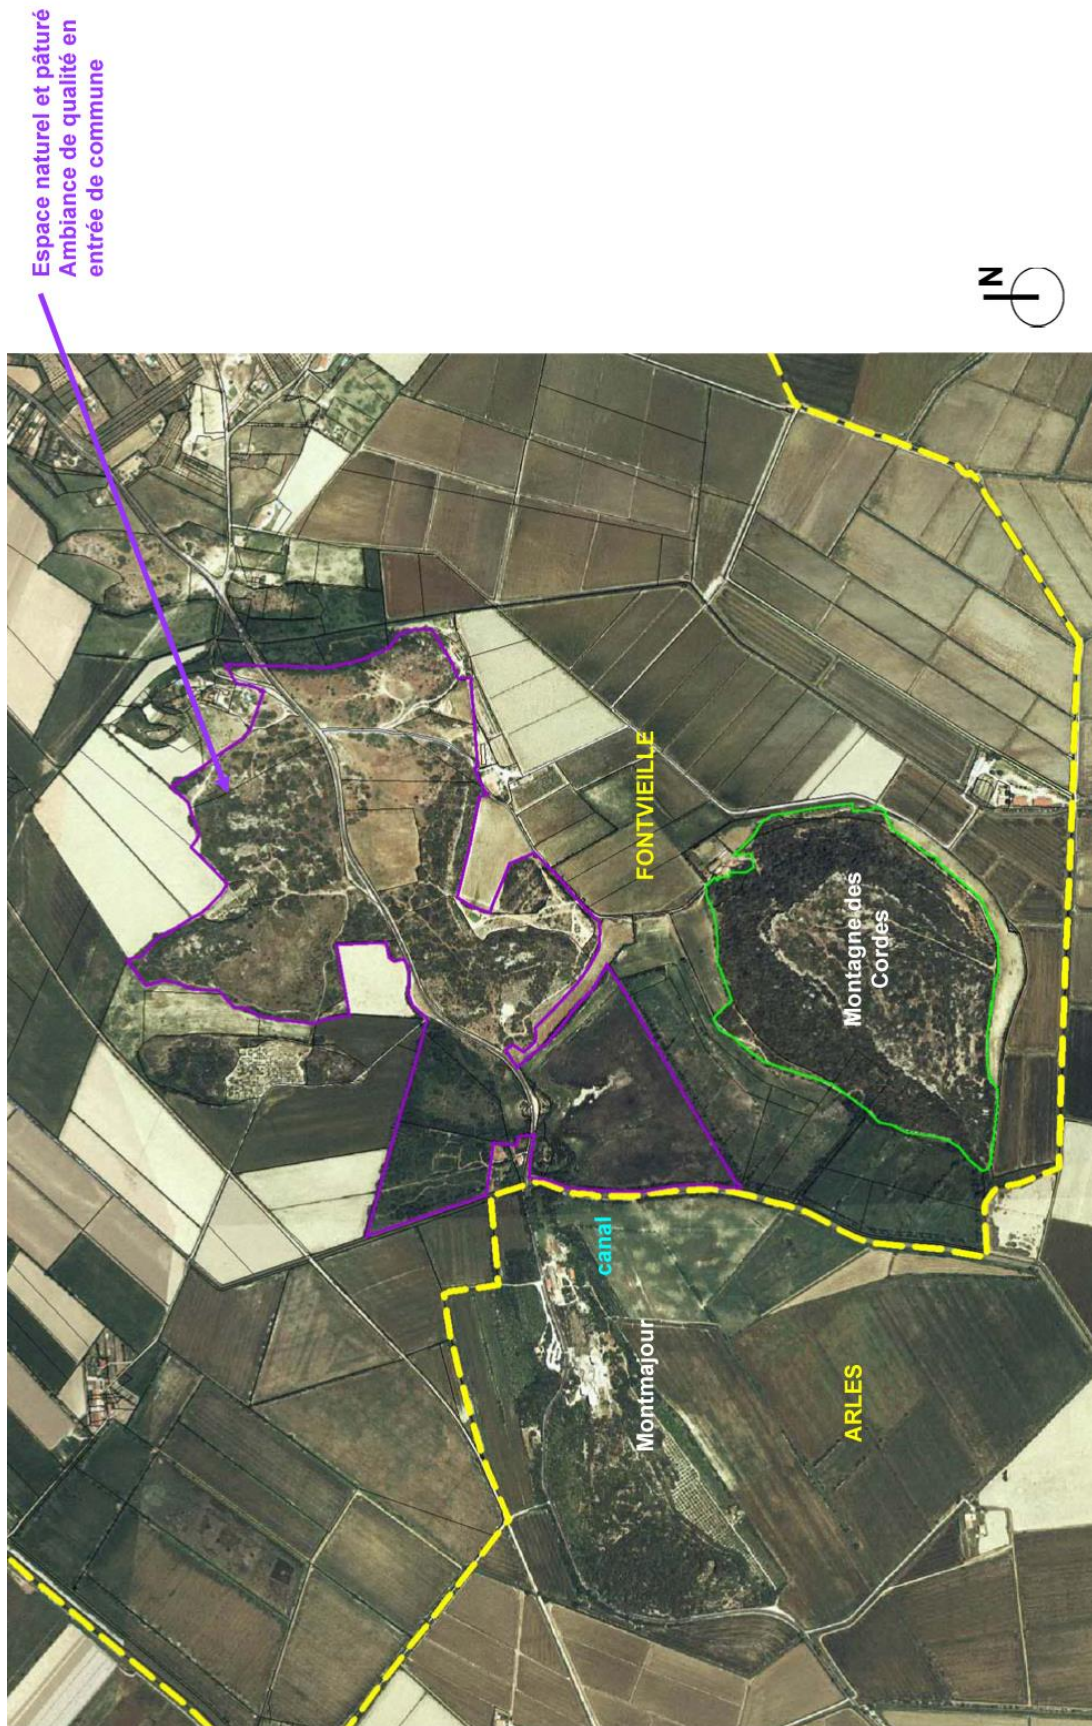 Espace naturel et pâturé
Ambiance de qualité en
entrée de commune
N
FONTVIEILLE
Montagne des
Cordes
canal
Montmajour
ARLES